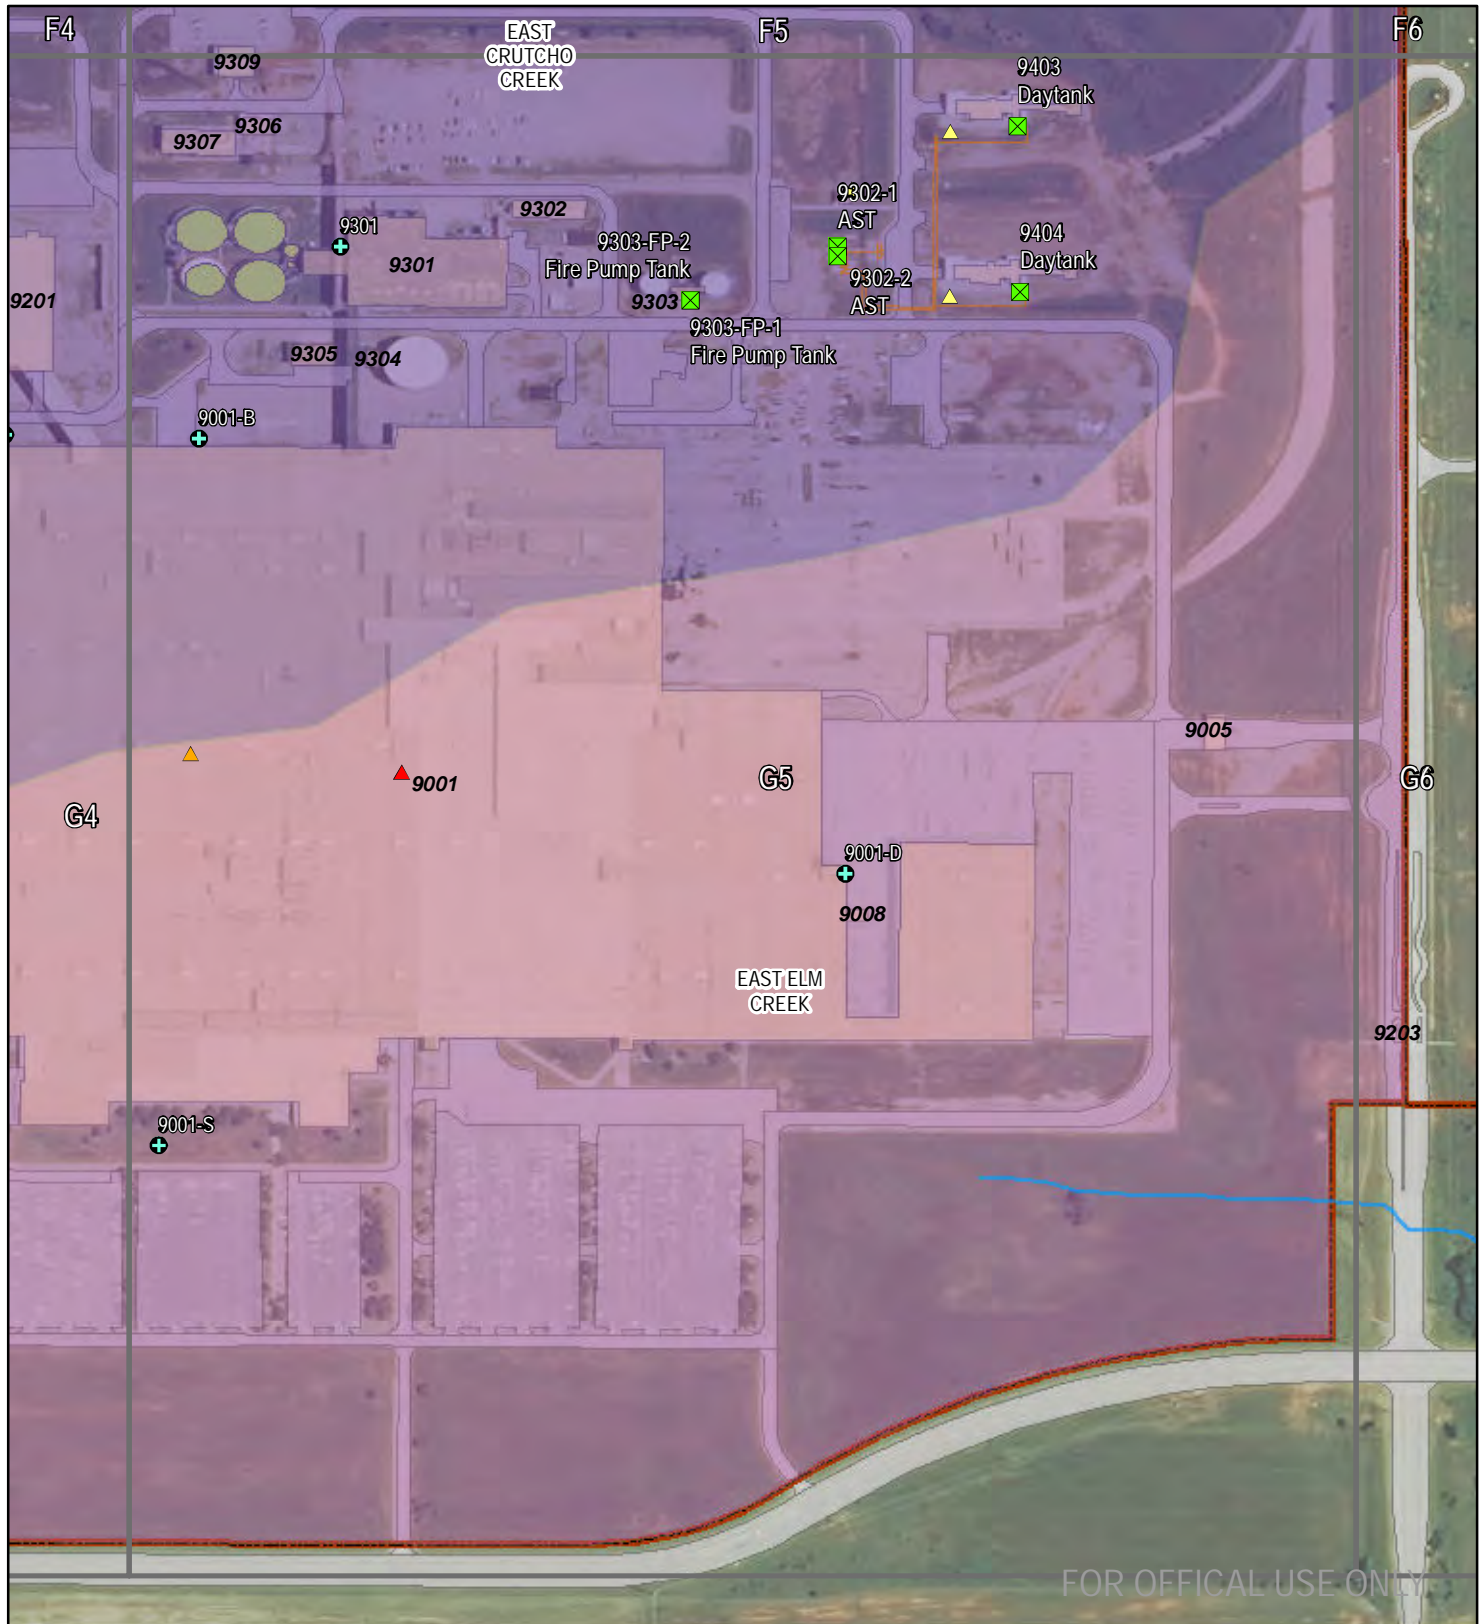 F4
F5
F6
EAST
CRUTCHO
CREEK
9309
9306
9307
9403
Daytank
9302-1
AST
9302
9301
9301
9303-FP-2
Fire Pump Tank
9404
Daytank
9201
9302-2
AST
9303
9303-FP-1
Fire Pump Tank
9305
9304
9001-B
9005
9001
G5
G6
G4
9001-D
9008
EAST ELM
CREEK
9203
9001-S
FOR OFFICAL USE ONLY